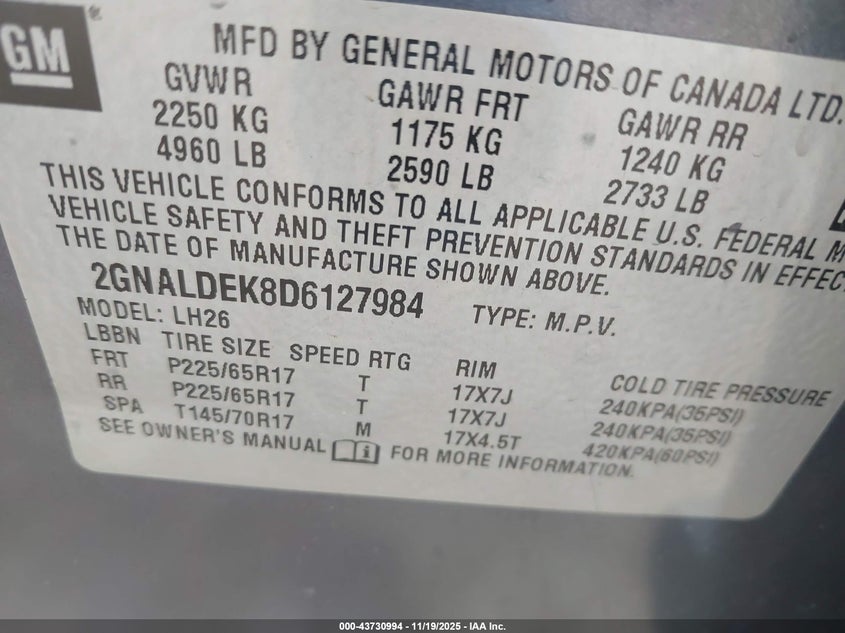 GM
MFD BY GENERAL MOTORS OF CANADA LTD.
GVWR GAWR FRT GAWR RR
2250 KG 1175 KG 1240 KG
4960 LB 2590 LB 2733 LB
THIS VEHICLE CONFORMS TO ALL APPLICABLE U.S. FEDERAL M
VEHICLE SAFETY AND THEFT PREVENTION STANDARDS IN EFFEC
THE DATE OF MANUFACTURE SHOWN ABOVE.
2GNALDEK8D6127984 TYPE: M.P.V.
MODEL: LH26
LBBN TIRE SIZE SPEED RTG RIM COLD TIRE PRESSURE
FRT P225/65R17 T 17X7J 240KPA(35PSI)
RR P225/65R17 T 17X7J 240KPA(35PSI)
SPA T145/70R17 M 17X4.5T 420KPA(60PSI)
SEE OWNER'S MANUAL FOR MORE INFORMATION.
000-43730994 - 11/19/2025 - IAA Inc.